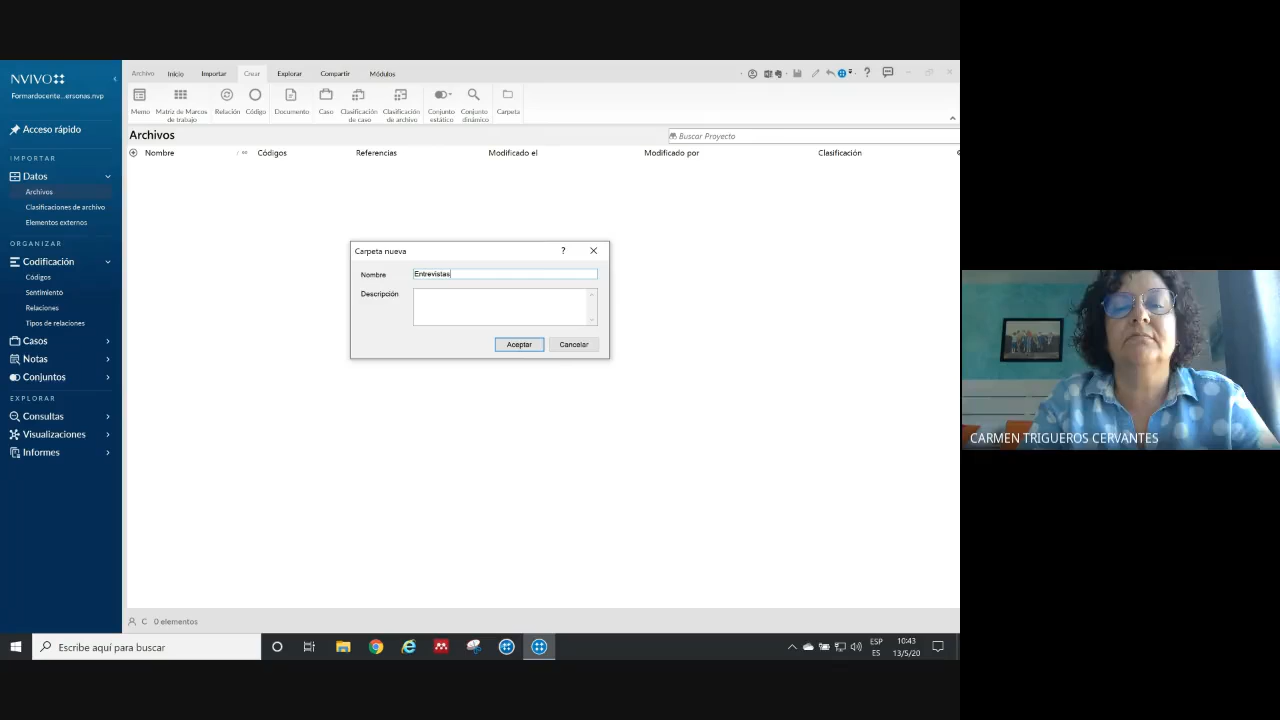 NVIVO
Formardocente...ersonas.nvp
Acceso rápido
IMPORTAR
Datos
Archivos
Clasificaciones de archivo
Elementos externos
ORGANIZAR
Codificación
Códigos
Sentimiento
Relaciones
Tipos de relaciones
Casos
Notas
Conjuntos
EXPLORAR
Consultas
Visualizaciones
Informes
Archivo Inicio Importar Crear Explorar Compartir Módulos
Memo Matriz de Marcos de trabajo Relación Código Documento Caso Clasificación de caso Clasificación de archivo Conjunto estático Conjunto dinámico Carpeta
Archivos
Buscar Proyecto
Nombre Códigos Referencias Modificado el Modificado por Clasificación
Carpeta nueva
Nombre Entrevistas
Descripción
Aceptar Cancelar
C 0 elementos
Escribe aquí para buscar
ESP
ES
10:43
13/5/20
CARMEN TRIGUEROS CERVANTES